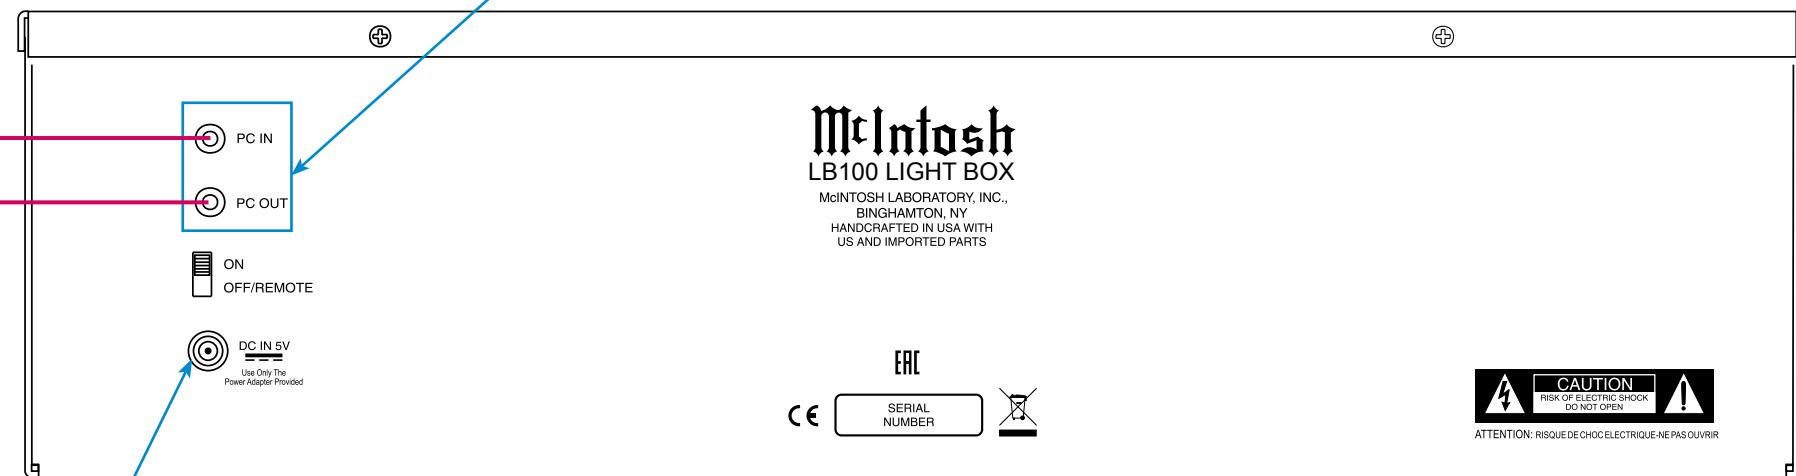 PC IN
PC OUT
ON
OFF/REMOTE
DC IN 5V
Use Only The
Power Adapter Provided
McIntosh
LB100 LIGHT BOX
McINTOSH LABORATORY, INC.,
BINGHAMTON, NY
HANDCRAFTED IN USA WITH
US AND IMPORTED PARTS
EAC
CE
SERIAL
NUMBER
CAUTION
RISK OF ELECTRIC SHOCK
DO NOT OPEN
ATTENTION: RISQUE DE CHOC ELECTRIQUE-NE PAS OUVRIR